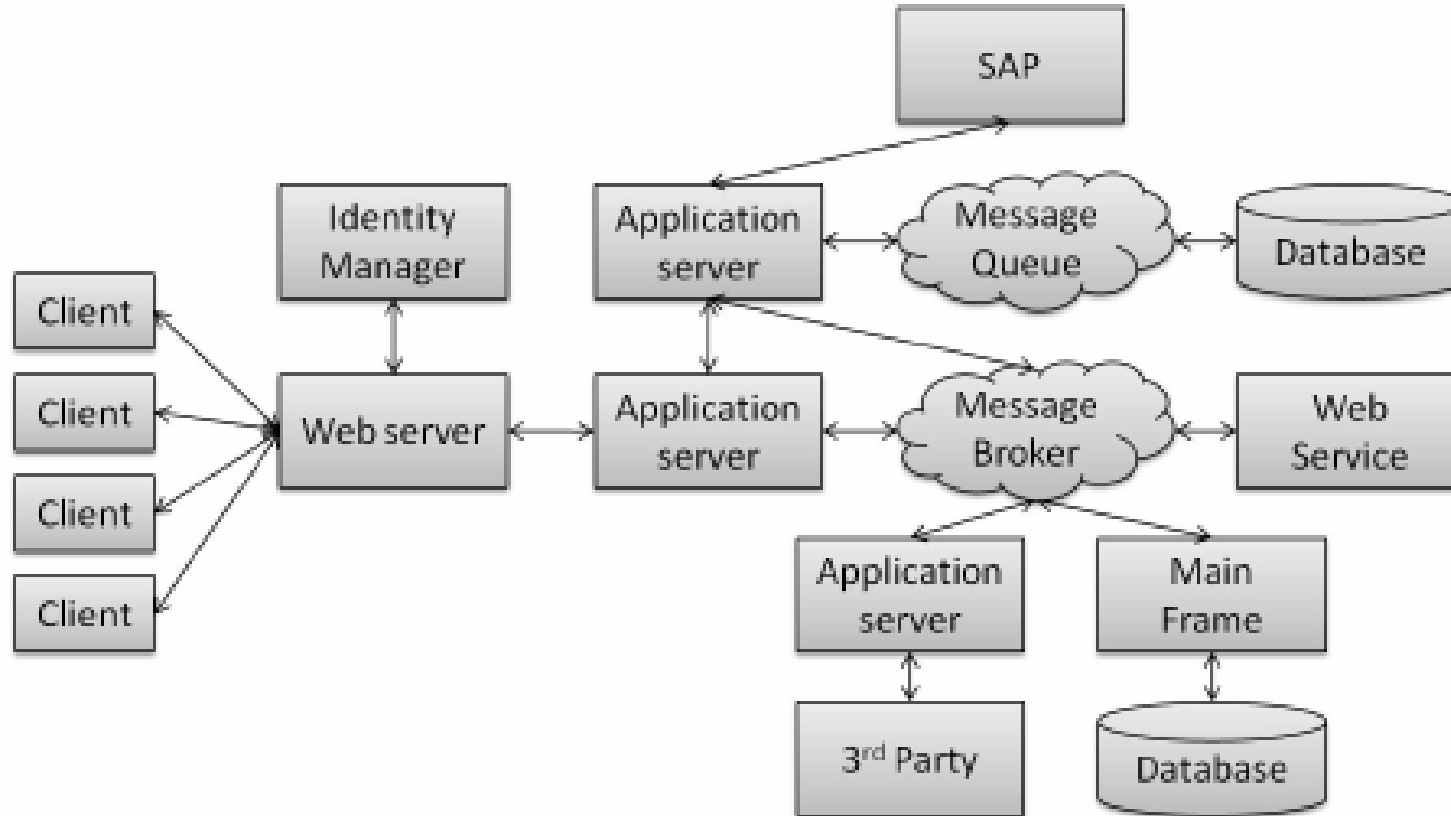 SAP
Identity
Manager
Application
server
Message
Queue
Database
Client
Client
Client
Client
Web server
Application
server
Message
Broker
Web
Service
Application
server
Main
Frame
3rd Party
Database